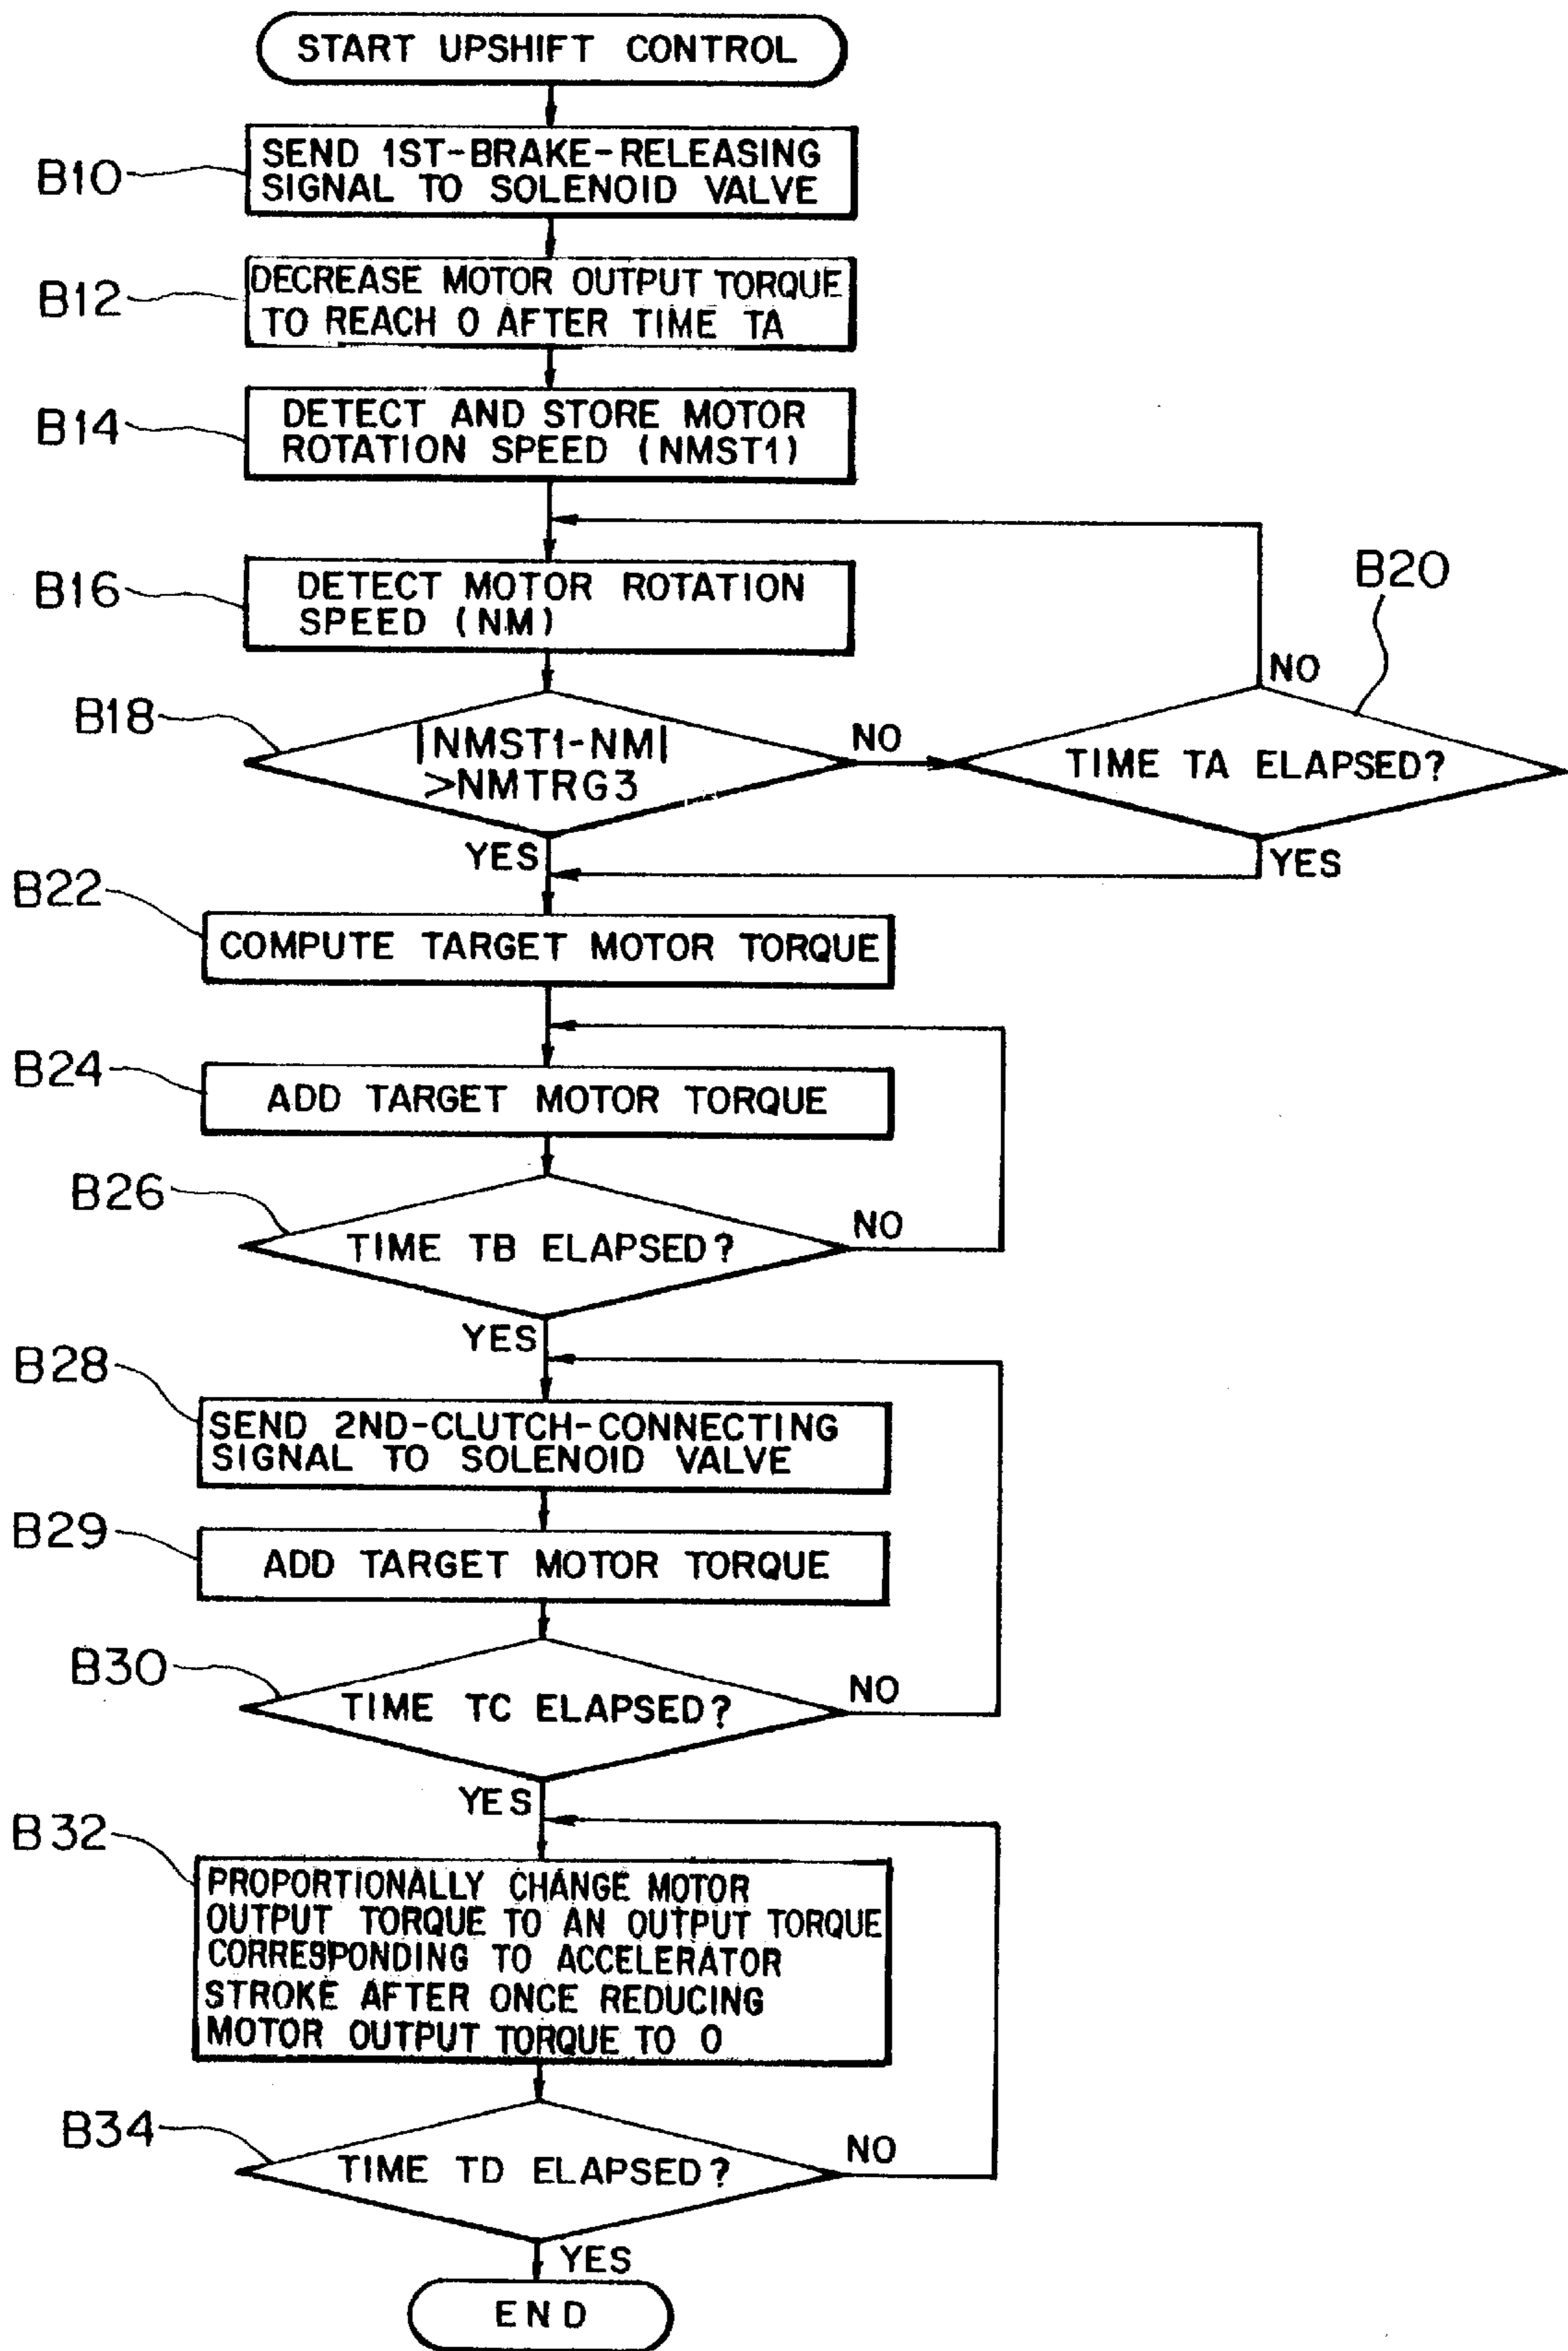 START UPSHIFT CONTROL
B10
SEND 1ST-BRAKE-RELEASING
SIGNAL TO SOLENOID VALVE
B12
DECREASE MOTOR OUTPUT TORQUE
TO REACH 0 AFTER TIME TA
B14
DETECT AND STORE MOTOR
ROTATION SPEED (NMST1)
B16
DETECT MOTOR ROTATION
SPEED (NM)
B18
|NMST1-NM|
>NMTRG3
NO
YES
B20
TIME TA ELAPSED?
NO
YES
B22
COMPUTE TARGET MOTOR TORQUE
B24
ADD TARGET MOTOR TORQUE
B26
TIME TB ELAPSED?
NO
YES
B28
SEND 2ND-CLUTCH-CONNECTING
SIGNAL TO SOLENOID VALVE
B29
ADD TARGET MOTOR TORQUE
B30
TIME TC ELAPSED?
NO
YES
B32
PROPORTIONALLY CHANGE MOTOR
OUTPUT TORQUE TO AN OUTPUT TORQUE
CORRESPONDING TO ACCELERATOR
STROKE AFTER ONCE REDUCING
MOTOR OUTPUT TORQUE TO 0
B34
TIME TD ELAPSED?
NO
YES
END